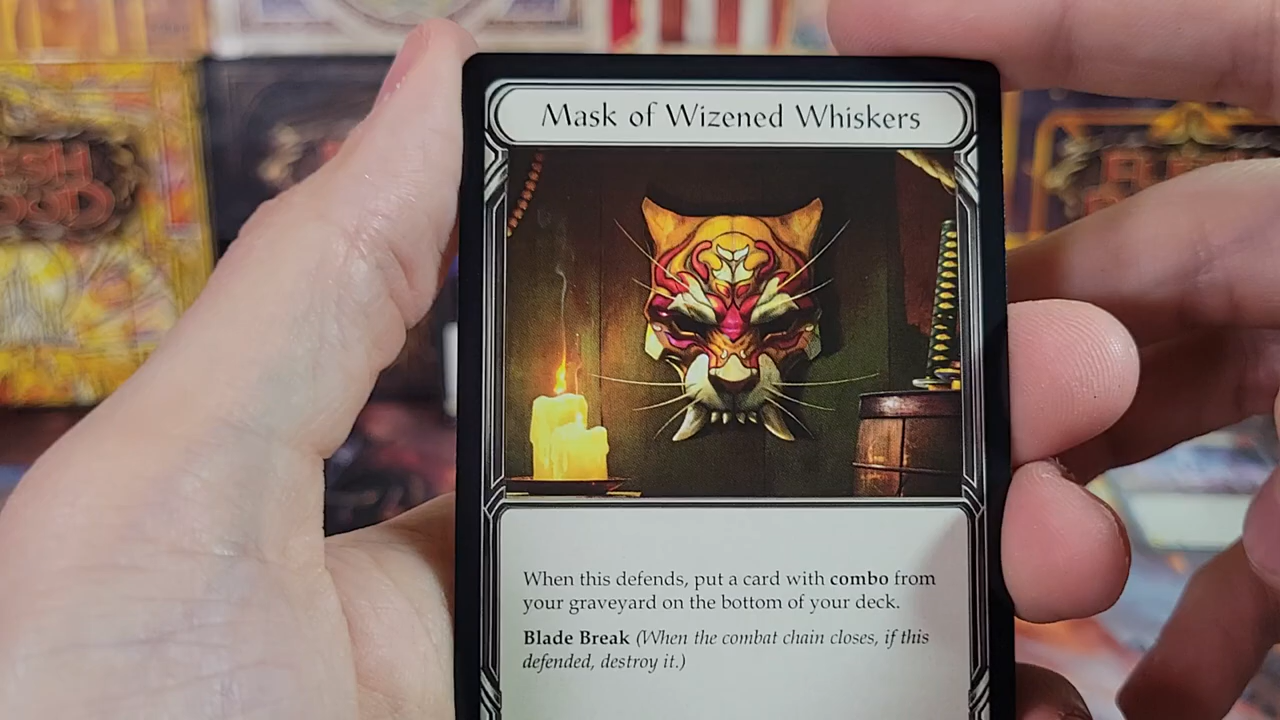 Mask of Wizened Whiskers
When this defends, put a card with combo from
your graveyard on the bottom of your deck.
Blade Break (When the combat chain closes, if this
defended, destroy it.)